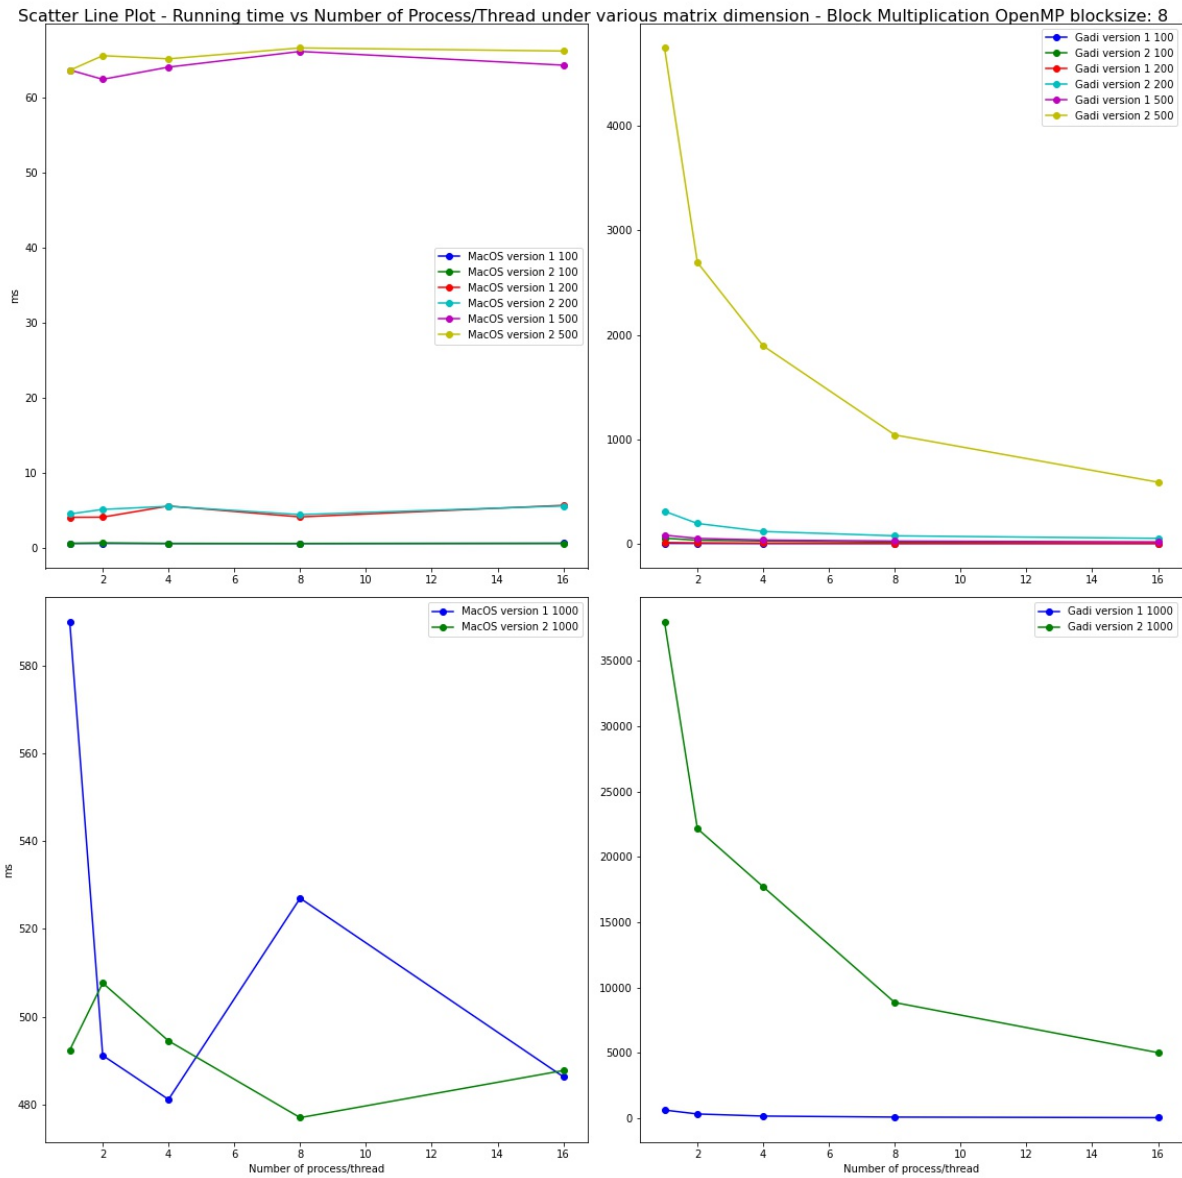 Scatter Line Plot - Running time vs Number of Process/Thread under various matrix dimension - Block Multiplication OpenMP blocksize: 8
60
50
40
30
20
10
0
ms
2 4 6 8 10 12 14 16
MacOS version 1 100
MacOS version 2 100
MacOS version 1 200
MacOS version 2 200
MacOS version 1 500
MacOS version 2 500
4000
3000
2000
1000
0
2 4 6 8 10 12 14 16
Gadi version 1 100
Gadi version 2 100
Gadi version 1 200
Gadi version 2 200
Gadi version 1 500
Gadi version 2 500
580
560
540
520
500
480
ms
2 4 6 8 10 12 14 16
Number of process/thread
MacOS version 1 1000
MacOS version 2 1000
35000
30000
25000
20000
15000
10000
5000
0
2 4 6 8 10 12 14 16
Number of process/thread
Gadi version 1 1000
Gadi version 2 1000